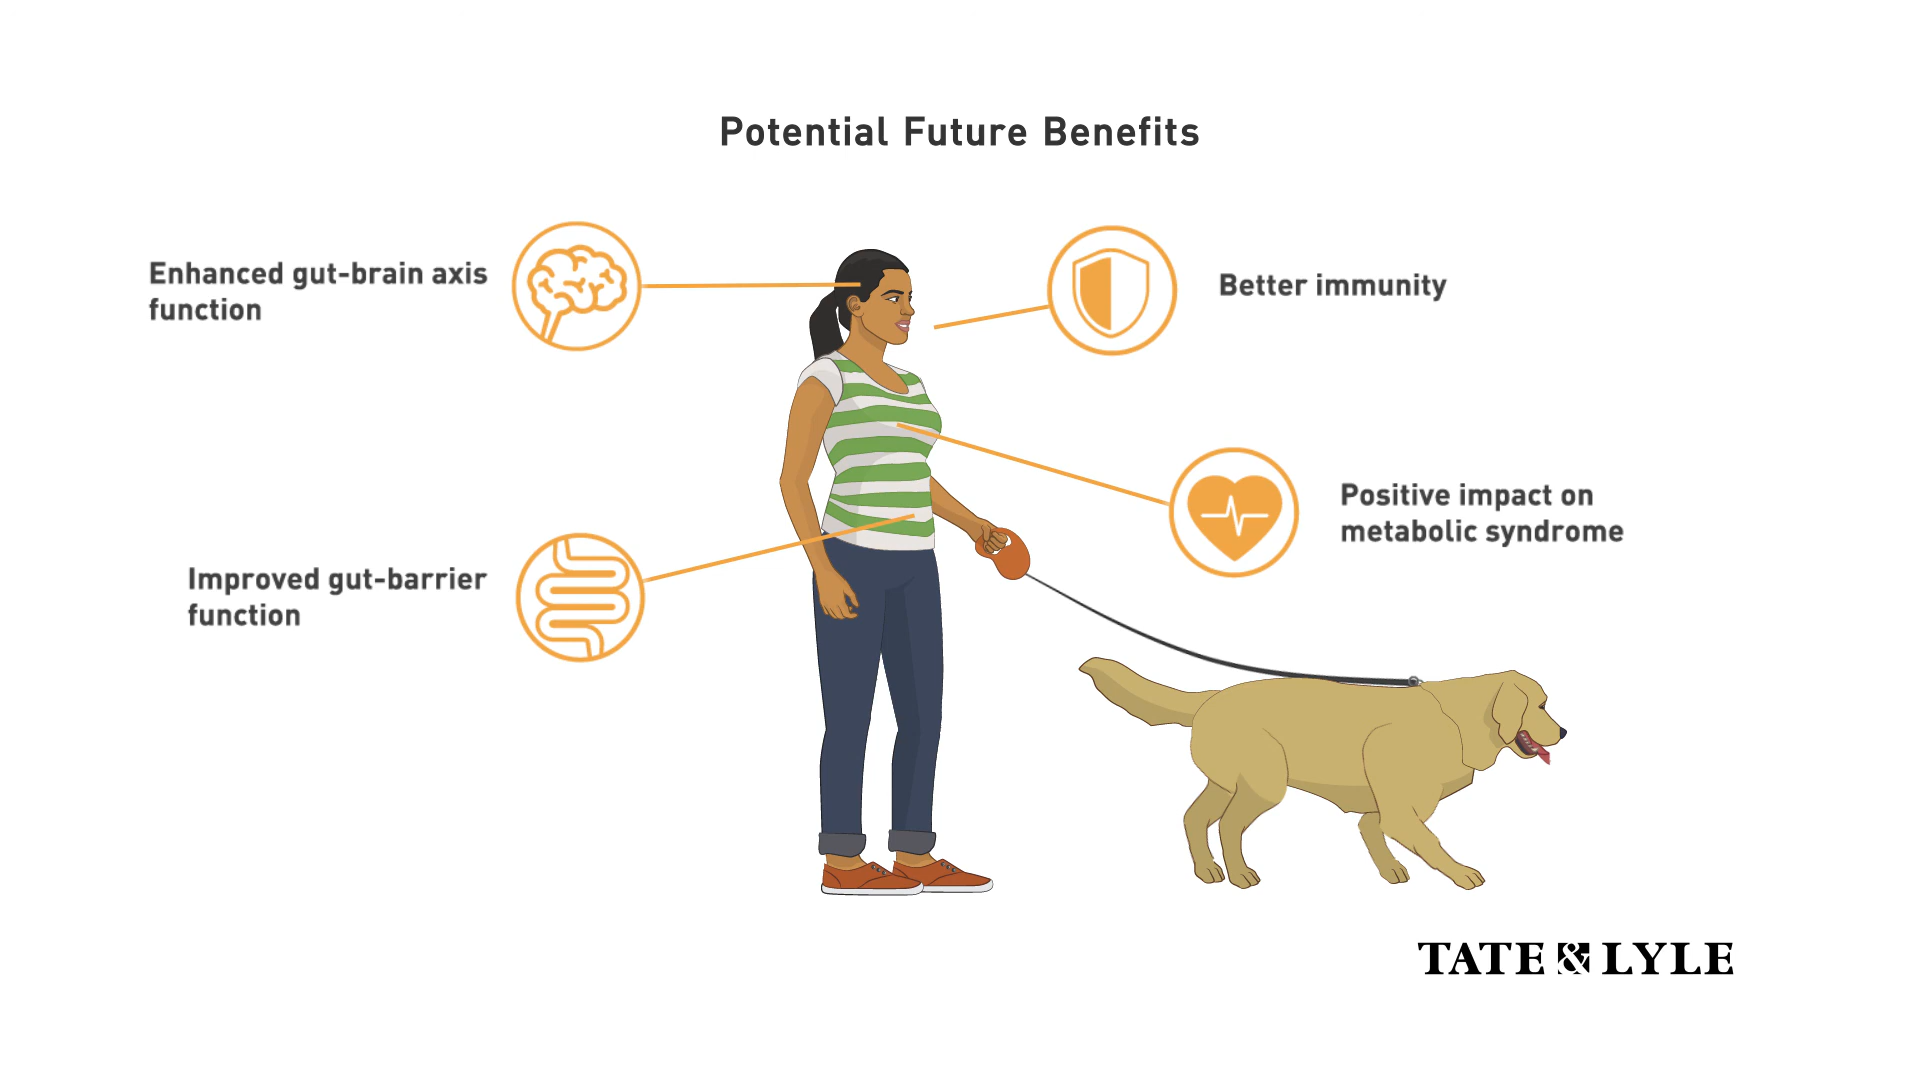 Potential Future Benefits
Enhanced gut-brain axis
function
Better immunity
Positive impact on
metabolic syndrome
Improved gut-barrier
function
TATE & LYLE